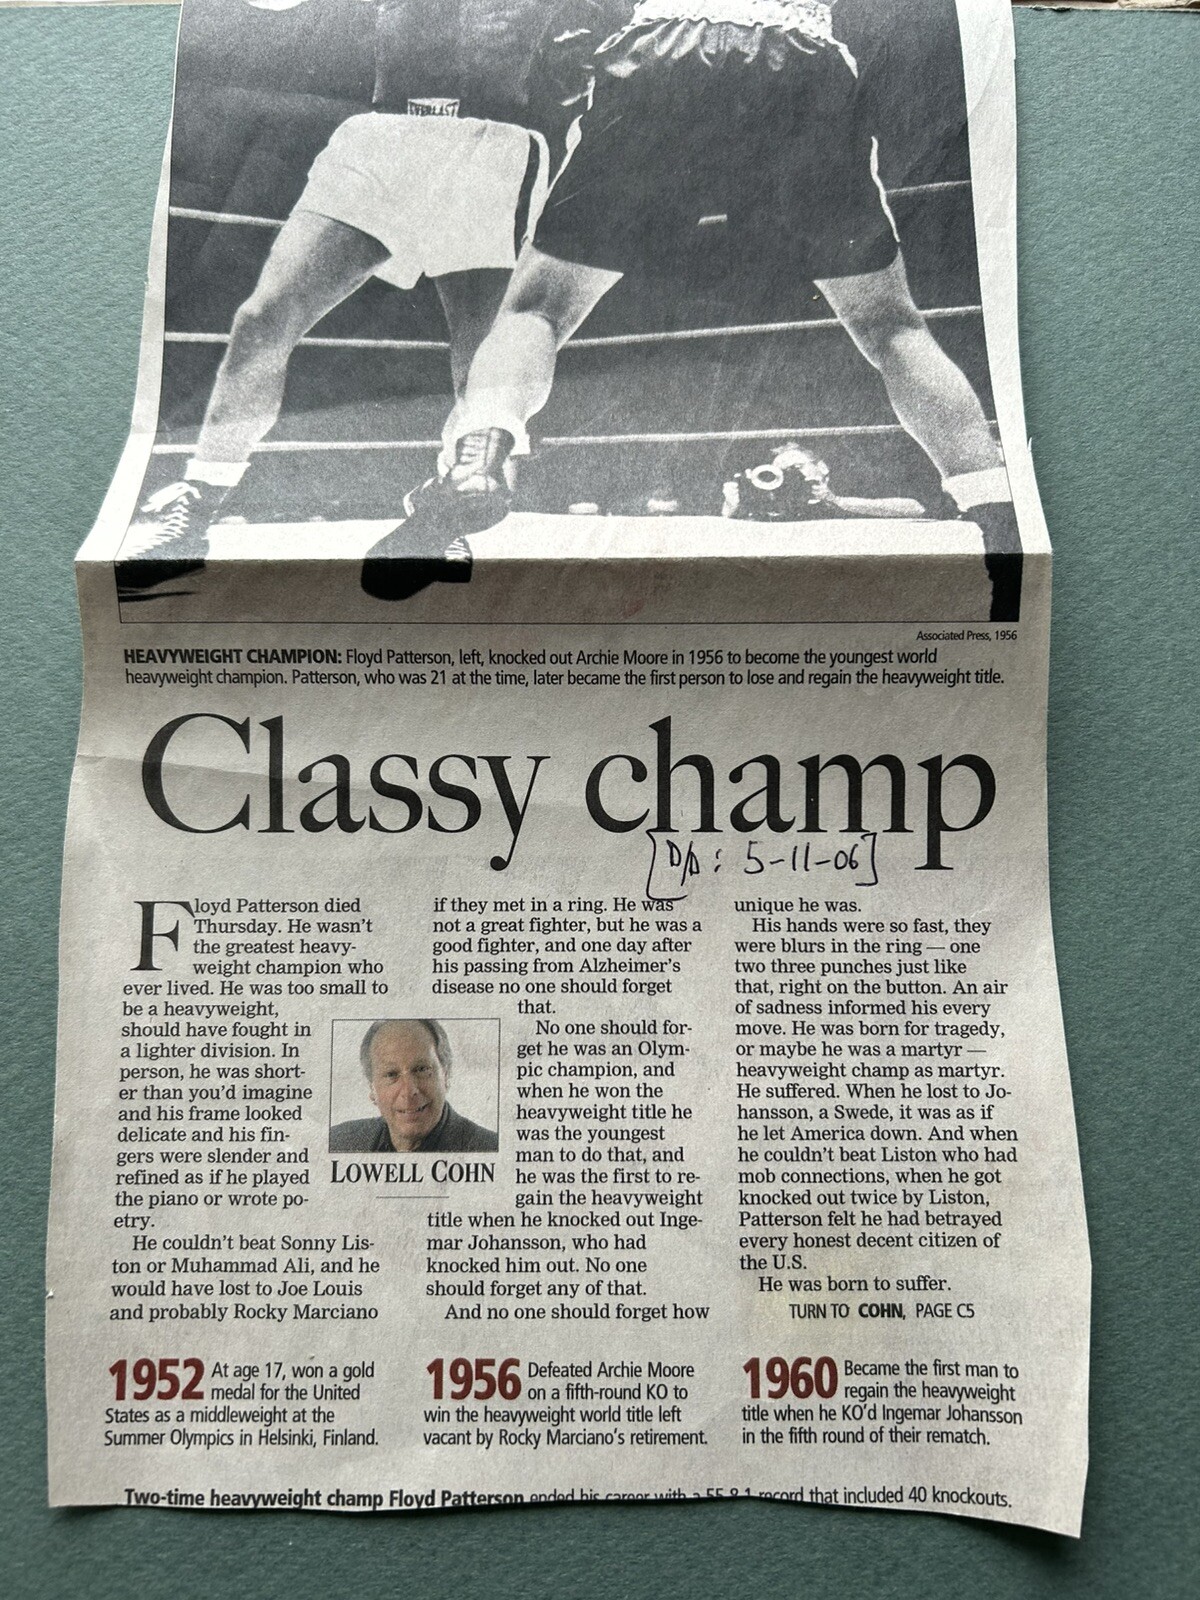 EVERLAST
Associated Press, 1956
HEAVYWEIGHT CHAMPION: Floyd Patterson, left, knocked out Archie Moore in 1956 to become the youngest world
heavyweight champion. Patterson, who was 21 at the time, later became the first person to lose and regain the heavyweight title.
Classy champ
[D/D: 5-11-06]
Floyd Patterson died
Thursday. He wasn't
the greatest heavy-
weight champion who
ever lived. He was too small to
be a heavyweight,
should have fought in
a lighter division. In
person, he was short-
er than you'd imagine
and his frame looked
delicate and his fin-
gers were slender and
refined as if he played
the piano or wrote po-
etry.
He couldn't beat Sonny Lis-
ton or Muhammad Ali, and he
would have lost to Joe Louis
and probably Rocky Marciano
LOWELL COHN
if they met in a ring. He was
not a great fighter, but he was a
good fighter, and one day after
his passing from Alzheimer's
disease no one should forget
that.
No one should for-
get he was an Olym-
pic champion, and
when he won the
heavyweight title he
was the youngest
man to do that, and
he was the first to re-
gain the heavyweight
title when he knocked out Inge-
mar Johansson, who had
knocked him out. No one
should forget any of that.
And no one should forget how
unique he was.
His hands were so fast, they
were blurs in the ring — one
two three punches just like
that, right on the button. An air
of sadness informed his every
move. He was born for tragedy,
or maybe he was a martyr —
heavyweight champ as martyr.
He suffered. When he lost to Jo-
hansson, a Swede, it was as if
he let America down. And when
he couldn't beat Liston who had
mob connections, when he got
knocked out twice by Liston,
Patterson felt he had betrayed
every honest decent citizen of
the U.S.
He was born to suffer.
TURN TO COHN, PAGE C5
1952 At age 17, won a gold
medal for the United
States as a middleweight at the
Summer Olympics in Helsinki, Finland.
1956 Defeated Archie Moore
on a fifth-round KO to
win the heavyweight world title left
vacant by Rocky Marciano's retirement.
1960 Became the first man to
regain the heavyweight
title when he KO'd Ingemar Johansson
in the fifth round of their rematch.
Two-time heavyweight champ Floyd Patterson ended his career with a 55-8-1 record that included 40 knockouts.